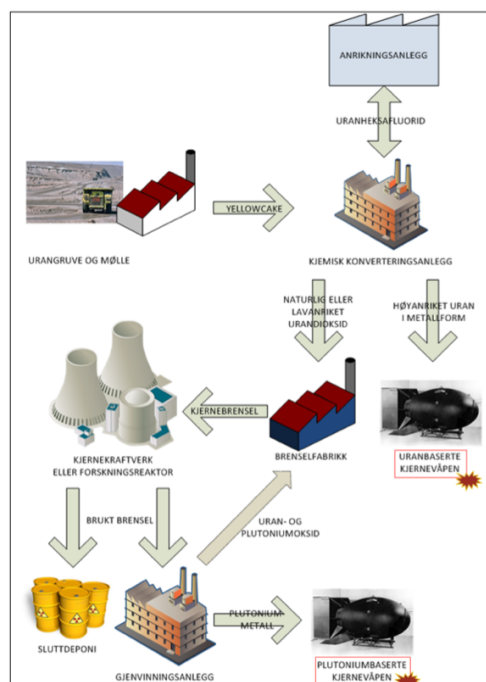 ANRIKNINGSANLEGG
URANHEKSAFLUORID
YELLOWCAKE
URANGRUVE OG MØLLE
KJEMISK KONVERTERINGSANLEGG
NATURLIG ELLER
LAVANRIKET
URANDIOKSID
HØYANRIKET URAN
I METALLFORM
KJERNEBRENSEL
BRENSELFABRIKK
URANBASERTE
KJERNEVÅPEN
KJERNEKRAFTVERK
ELLER FORSKNINGSREAKTOR
BRUKT BRENSEL
URAN- OG
PLUTONIUMOKSID
SLUTTDEPONI
GJENVINNINGSANLEGG
PLUTONIUM
METALL
PLUTONIUMBASERTE
KJERNEVÅPEN